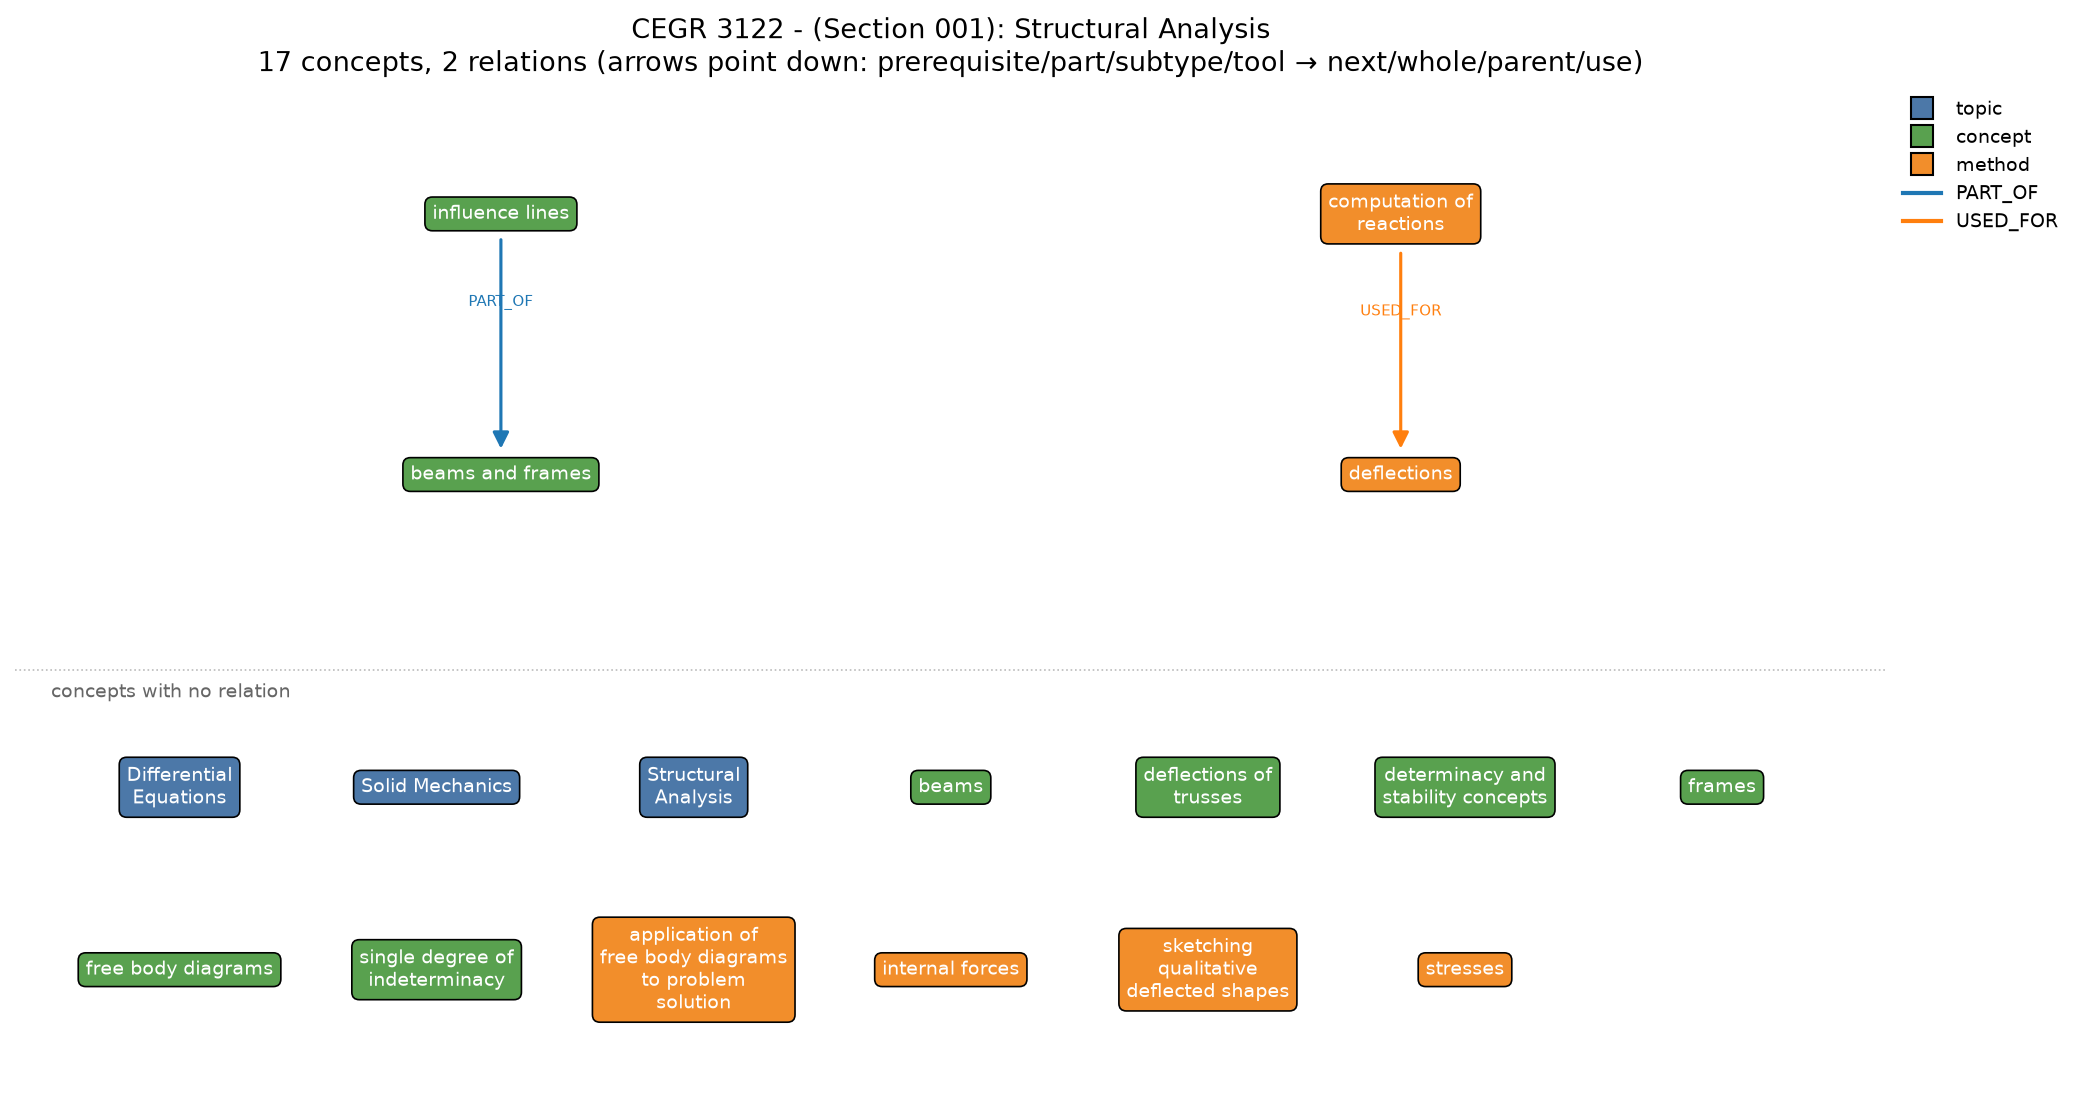 CEGR 3122 - (Section 001): Structural Analysis
17 concepts, 2 relations (arrows point down: prerequisite/part/subtype/tool → next/whole/parent/use)
topic
concept
method
PART_OF
USED_FOR
influence lines
computation of
reactions
PART_OF
USED_FOR
beams and frames
deflections
concepts with no relation
Differential
Equations
Solid Mechanics
Structural
Analysis
beams
deflections of
trusses
determinacy and
stability concepts
frames
free body diagrams
single degree of
indeterminacy
application of
free body diagrams
to problem
solution
internal forces
sketching
qualitative
deflected shapes
stresses